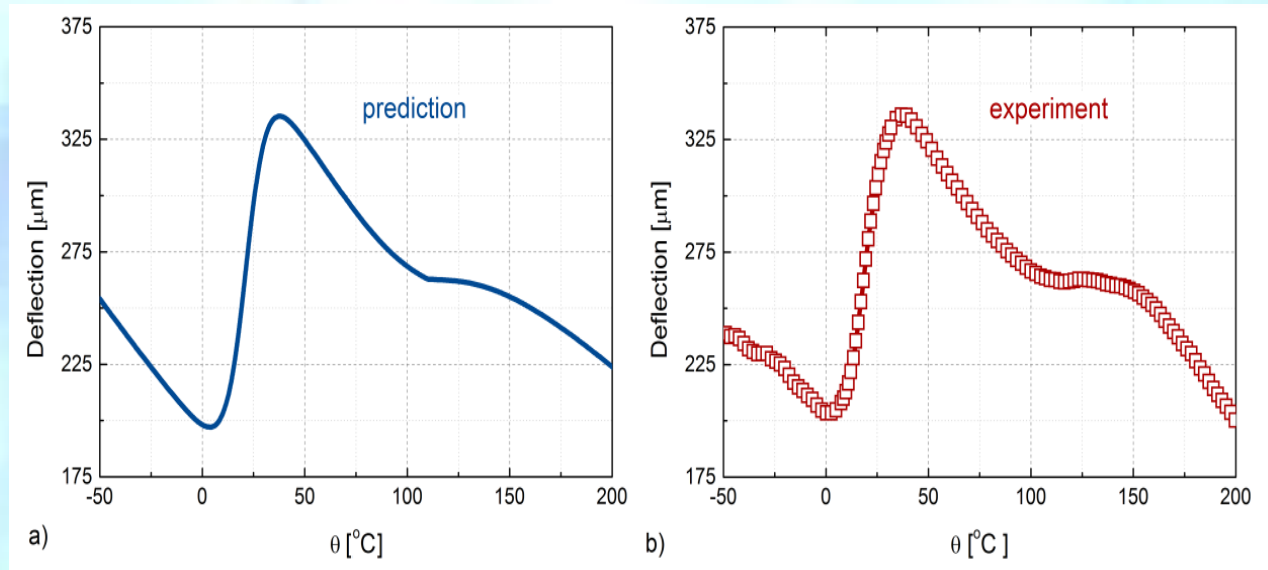 375
325
275
225
175
Deflection [μm]
prediction
-50 0 50 100 150 200
θ [°C]
a)
375
325
275
225
175
Deflection [μm]
experiment
-50 0 50 100 150 200
θ [°C ]
b)